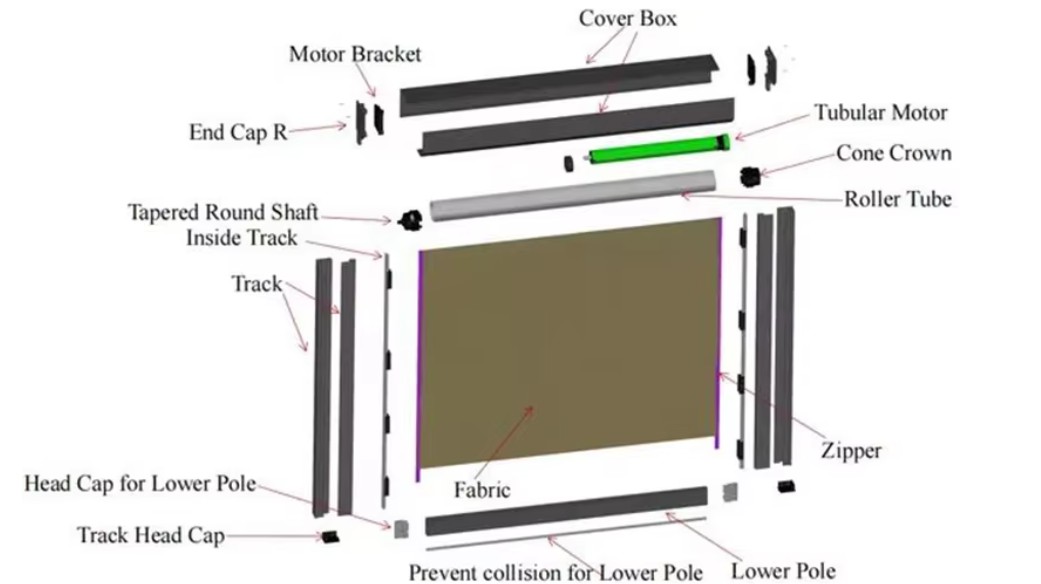 Cover Box
Motor Bracket
End Cap R
Tubular Motor
Cone Crown
Roller Tube
Tapered Round Shaft
Inside Track
Track
Zipper
Fabric
Head Cap for Lower Pole
Track Head Cap
Prevent collision for Lower Pole
Lower Pole